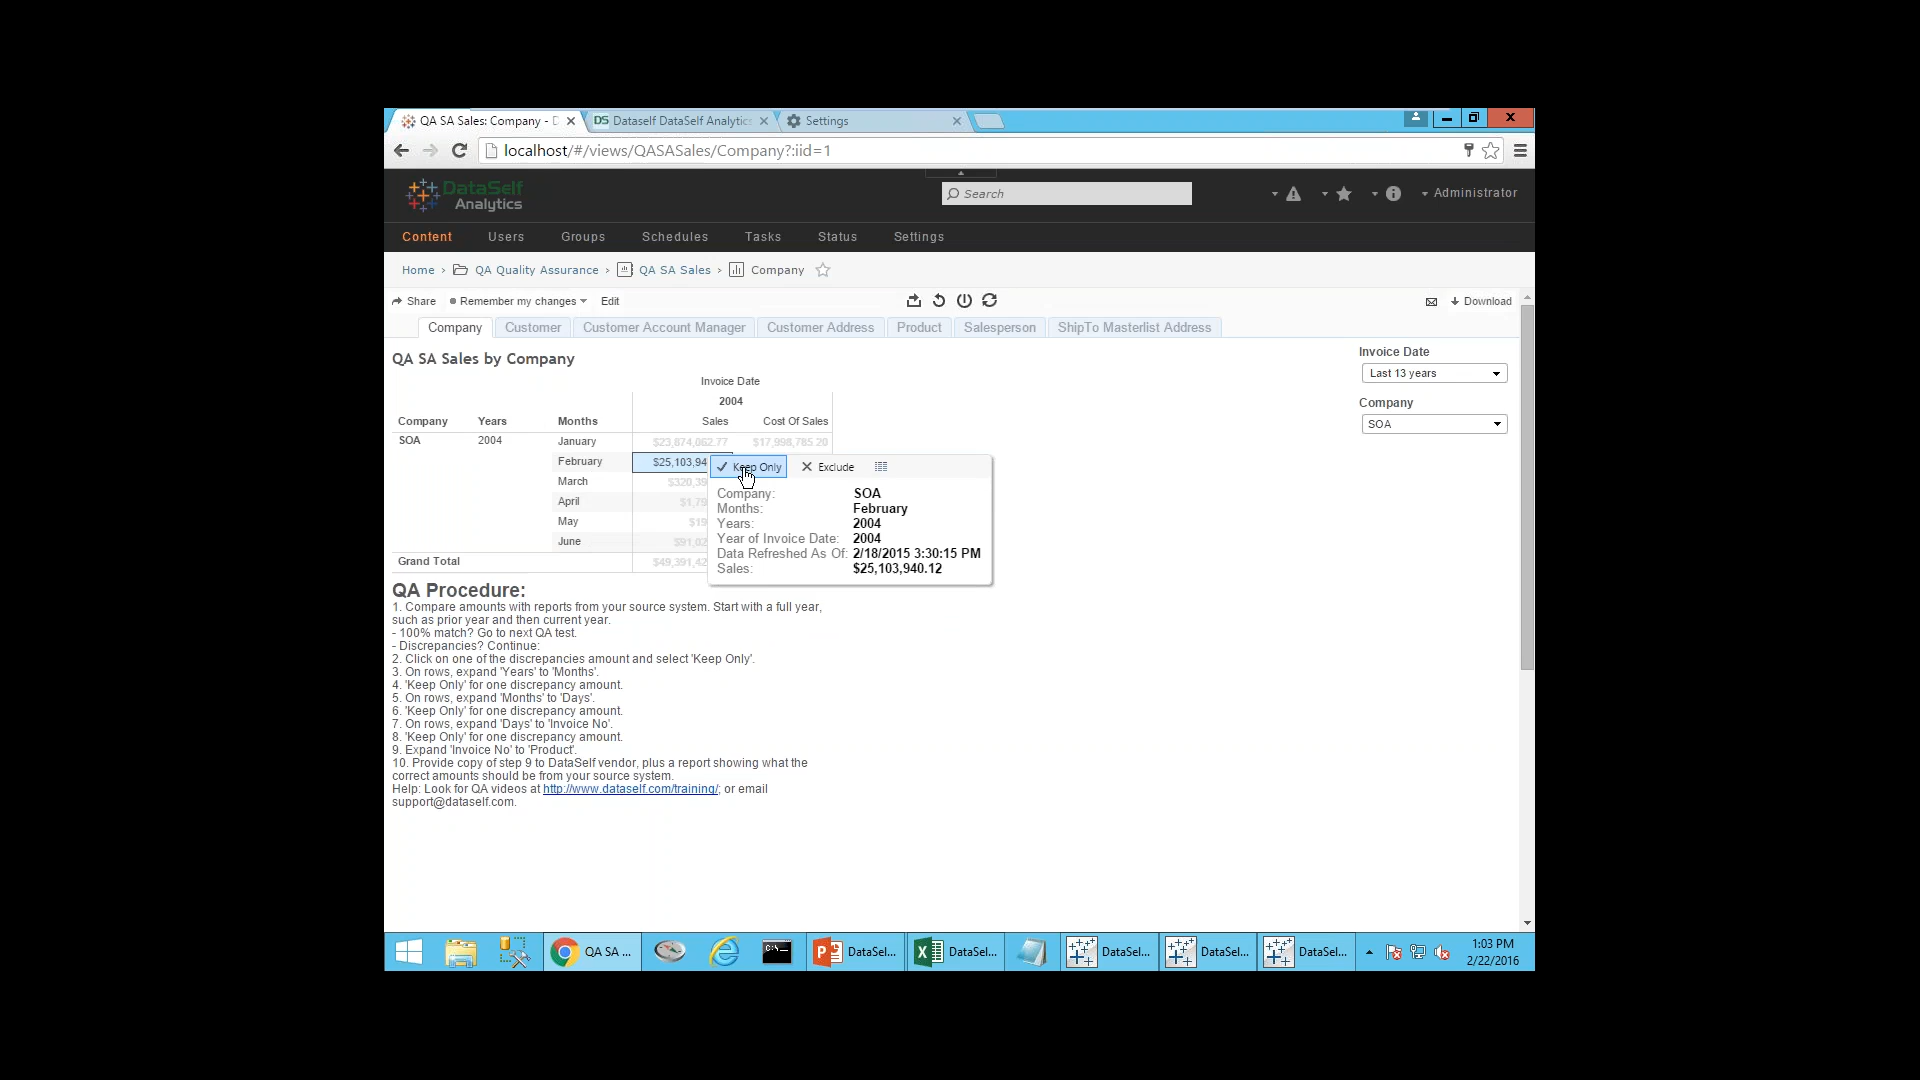 QA SA Sales: Company - D
DS Dataself DataSelf Analytics
Settings
localhost/#/views/QASASales/Company?:iid=1
DataSelf
Analytics
Search
Administrator
Content Users Groups Schedules Tasks Status Settings
Home › QA Quality Assurance › QA SA Sales › Company
Share Remember my changes Edit
Download
Company Customer Customer Account Manager Customer Address Product Salesperson ShipTo Masterlist Address
QA SA Sales by Company
Invoice Date
Last 13 years
Company
SOA
Invoice Date
2004
Company Years Months Sales Cost Of Sales
SOA 2004 January $23,874,062.77 $17,998,785.20
February $25,103,94
March $320,39
April $1,79
May $19
June $91,02
Grand Total $49,391,42
Keep Only Exclude
Company: SOA
Months: February
Years: 2004
Year of Invoice Date: 2004
Data Refreshed As Of: 2/18/2015 3:30:15 PM
Sales: $25,103,940.12
QA Procedure:
1. Compare amounts with reports from your source system. Start with a full year,
such as prior year and then current year.
- 100% match? Go to next QA test.
- Discrepancies? Continue:
2. Click on one of the discrepancies amount and select 'Keep Only'.
3. On rows, expand 'Years' to 'Months'.
4. 'Keep Only' for one discrepancy amount.
5. On rows, expand 'Months' to 'Days'.
6. 'Keep Only' for one discrepancy amount.
7. On rows, expand 'Days' to 'Invoice No'.
8. 'Keep Only' for one discrepancy amount.
9. Expand 'Invoice No' to 'Product'.
10. Provide copy of step 9 to DataSelf vendor, plus a report showing what the
correct amounts should be from your source system.
Help: Look for QA videos at http://www.dataself.com/training/; or email
support@dataself.com.
QA SA ... DataSel... DataSel... DataSel... DataSel... DataSel...
1:03 PM
2/22/2016